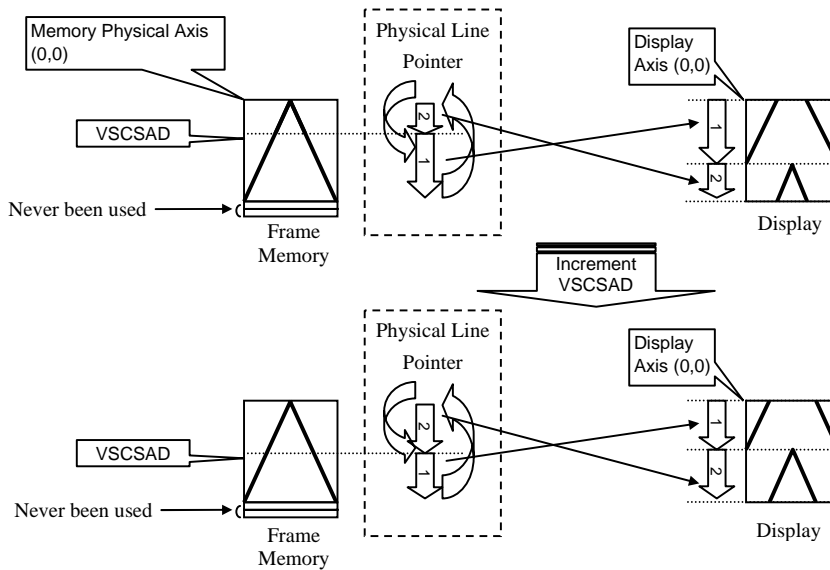 Memory Physical Axis
(0,0)
Physical Line
Pointer
Display
Axis (0,0)
VSCSAD
2
1
1
2
Never been used
Frame
Memory
Display
Increment
VSCSAD
Physical Line
Pointer
Display
Axis (0,0)
VSCSAD
2
1
1
2
Never been used
Frame
Memory
Display